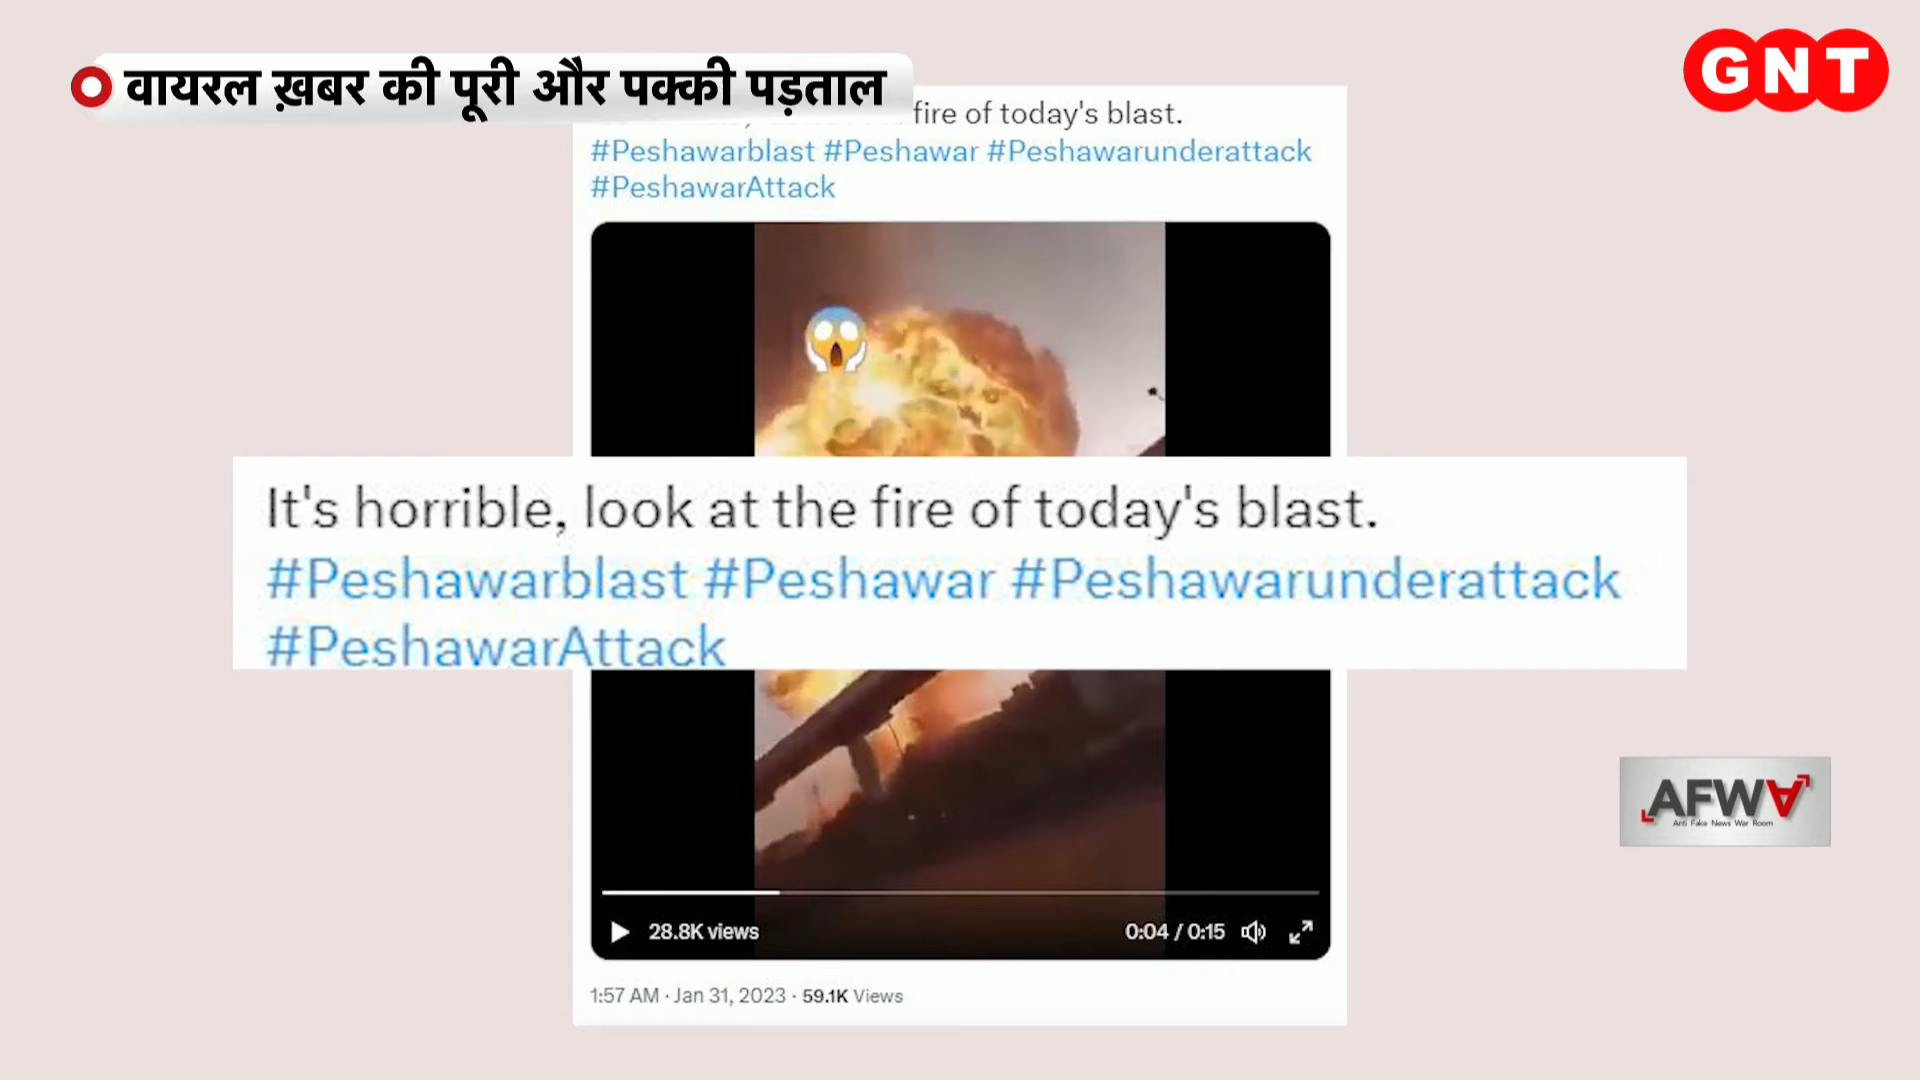 वायरल ख़बर की पूरी और पक्की पड़ताल
GNT
fire of today's blast.
#Peshawarblast #Peshawar #Peshawarunderattack
#PeshawarAttack
It's horrible, look at the fire of today's blast.
#Peshawarblast #Peshawar #Peshawarunderattack
#PeshawarAttack
AFWA
Anti Fake News War Room
28.8K views
0:04 / 0:15
1:57 AM · Jan 31, 2023 · 59.1K Views